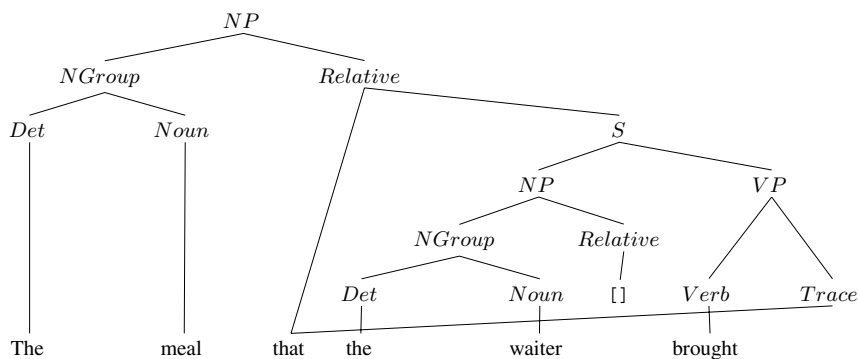 NP
NGroup Relative
Det Noun S
NP VP
NGroup Relative
Det Noun [] Verb Trace
The meal that the waiter brought